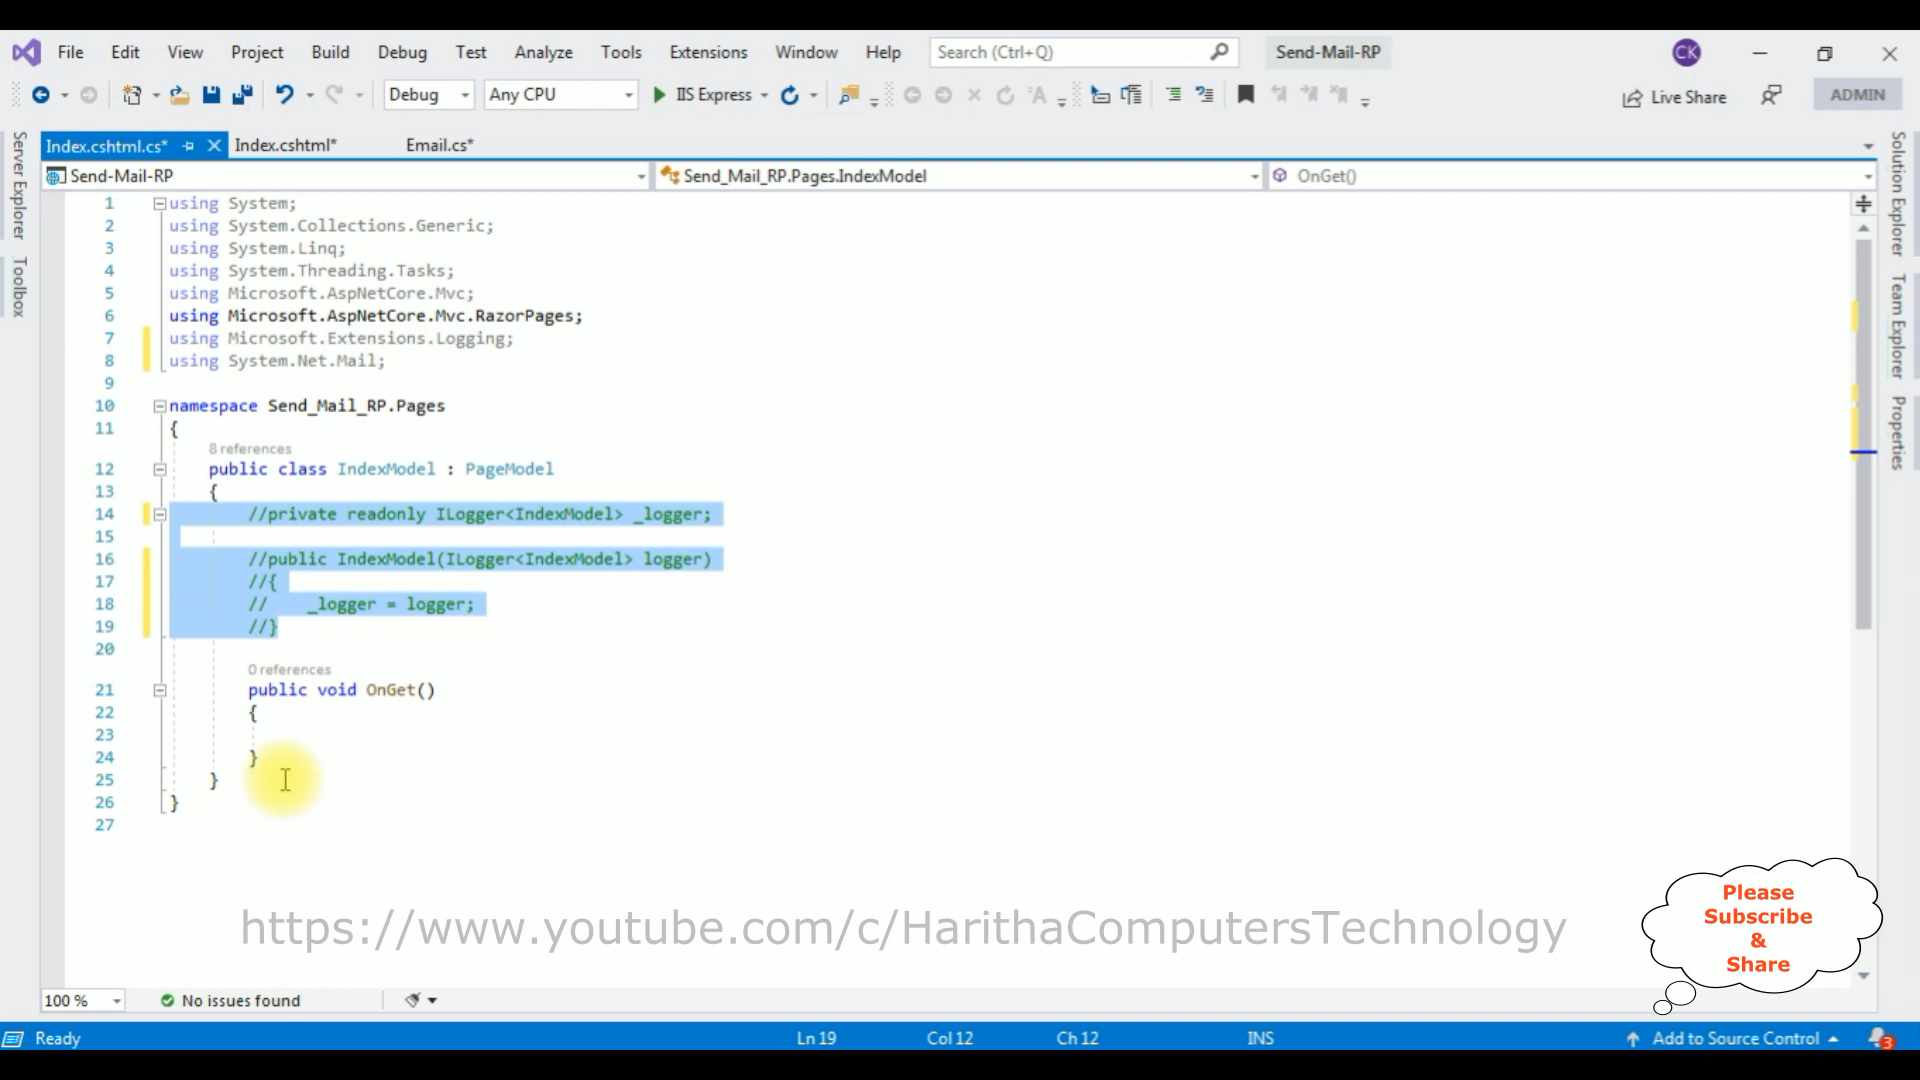 File Edit View Project Build Debug Test Analyze Tools Extensions Window Help Search (Ctrl+Q) Send-Mail-RP CK
Debug Any CPU IIS Express Live Share ADMIN
Server Explorer
Toolbox
Index.cshtml.cs* Index.cshtml* Email.cs*
Send-Mail-RP Send_Mail_RP.Pages.IndexModel OnGet()
1 using System;
2 using System.Collections.Generic;
3 using System.Linq;
4 using System.Threading.Tasks;
5 using Microsoft.AspNetCore.Mvc;
6 using Microsoft.AspNetCore.Mvc.RazorPages;
7 using Microsoft.Extensions.Logging;
8 using System.Net.Mail;
9
10 namespace Send_Mail_RP.Pages
11 {
8 references
12 public class IndexModel : PageModel
13 {
14 //private readonly ILogger<IndexModel> _logger;
15
16 //public IndexModel(ILogger<IndexModel> logger)
17 //{
18 // _logger = logger;
19 //}
20
0 references
21 public void OnGet()
22 {
23
24 }
25 }
26 }
27
Solution Explorer
Team Explorer
Properties
https://www.youtube.com/c/HarithaComputersTechnology
Please
Subscribe
&
Share
100 % No issues found
Ready Ln 19 Col 12 Ch 12 INS Add to Source Control 3